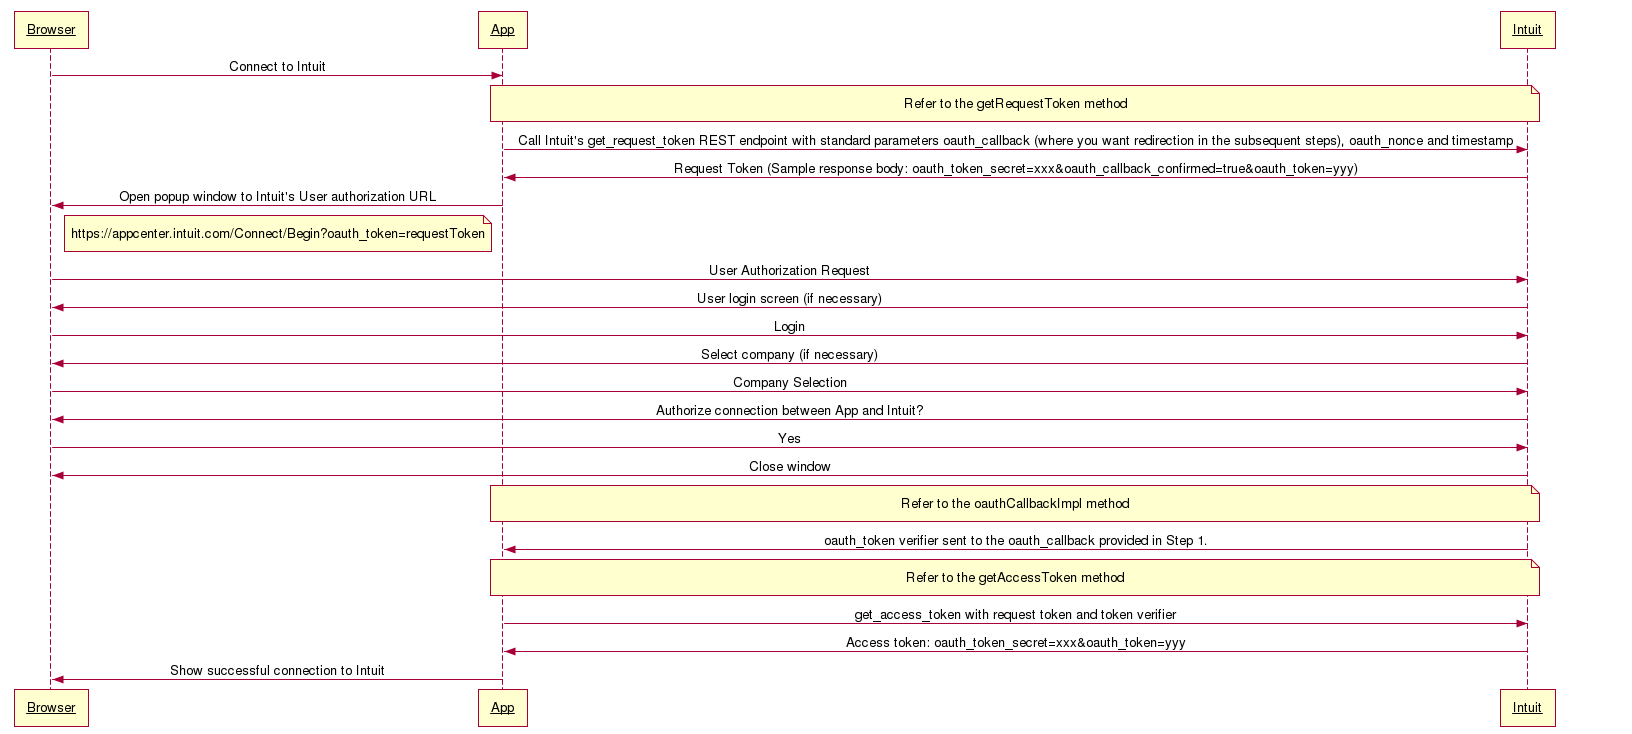 Browser
App
Intuit
Connect to Intuit
Refer to the getRequestToken method
Call Intuit's get_request_token REST endpoint with standard parameters oauth_callback (where you want redirection in the subsequent steps), oauth_nonce and timestamp
Request Token (Sample response body: oauth_token_secret=xxx&oauth_callback_confirmed=true&oauth_token=yyy)
Open popup window to Intuit's User authorization URL
https://appcenter.intuit.com/Connect/Begin?oauth_token=requestToken
User Authorization Request
User login screen (if necessary)
Login
Select company (if necessary)
Company Selection
Authorize connection between App and Intuit?
Yes
Close window
Refer to the oauthCallbackImpl method
oauth_token verifier sent to the oauth_callback provided in Step 1.
Refer to the getAccessToken method
get_access_token with request token and token verifier
Access token: oauth_token_secret=xxx&oauth_token=yyy
Show successful connection to Intuit
Browser
App
Intuit